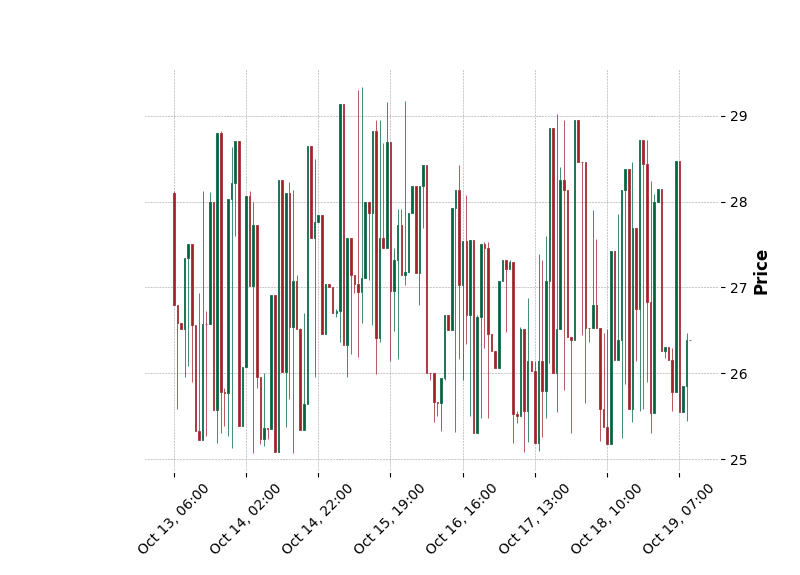 29
28
27
26
25
Price
Oct 13, 06:00
Oct 14, 02:00
Oct 14, 22:00
Oct 15, 19:00
Oct 16, 16:00
Oct 17, 13:00
Oct 18, 10:00
Oct 19, 07:00